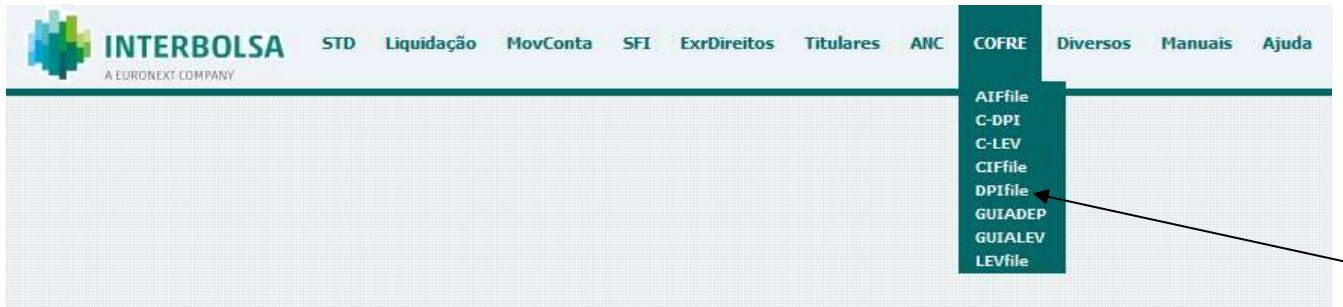 INTERBOLSA
A EURONEXT COMPANY
STD Liquidação MovConta SFI ExrDireitos Titulares ANC COFRE Diversos Manuais Ajuda
AIFfile
C-DPI
C-LEV
CIFfile
DPIfile
GUIADEP
GUIALEV
LEVfile